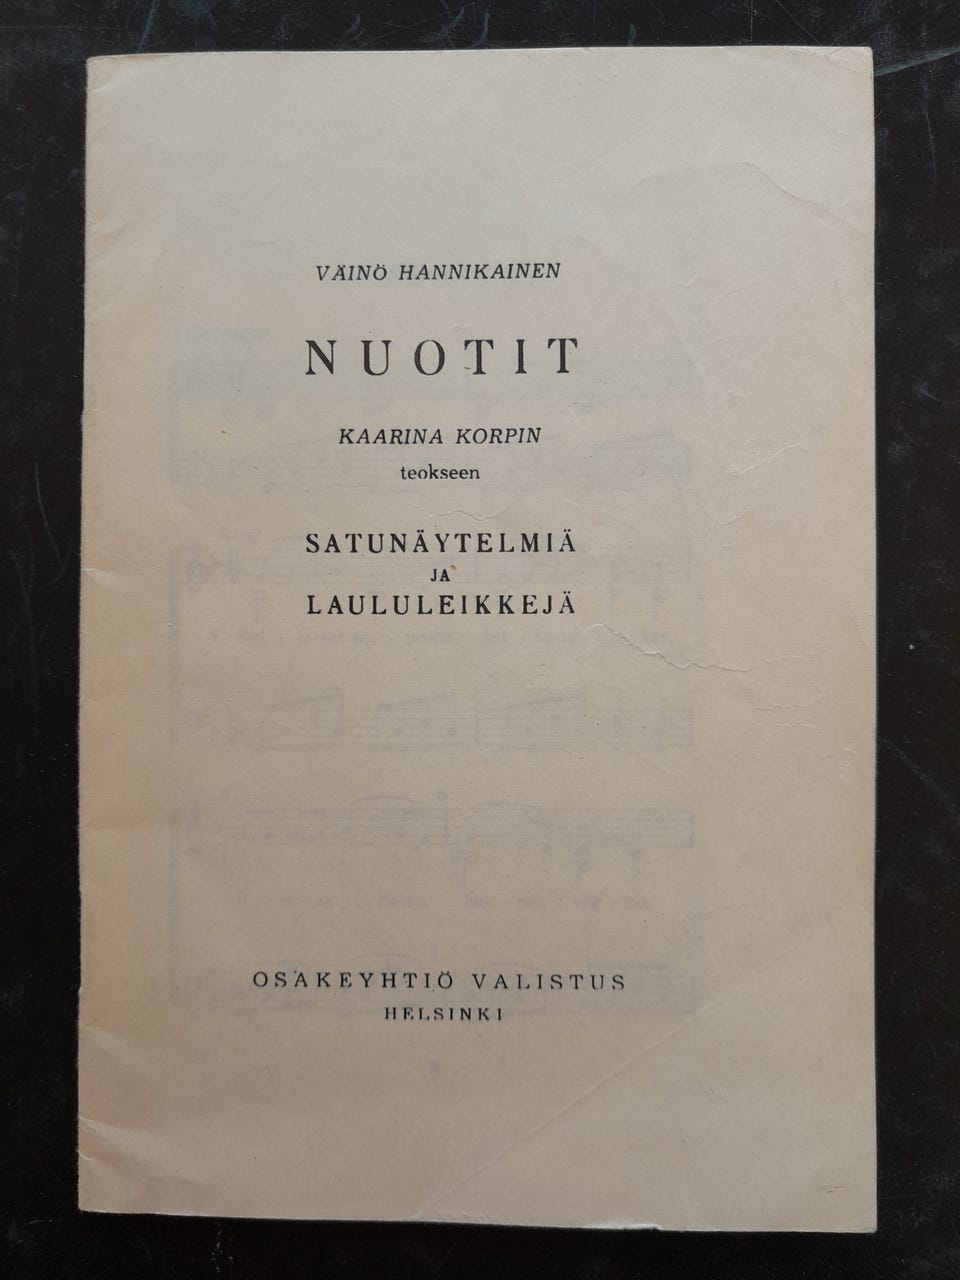 VÄINÖ HANNIKAINEN
NUOTIT
KAARINA KORPIN
teokseen
SATUNÄYTELMIÄ
JA
LAULULEIKKEJÄ
OSAKEYHTIÖ VALISTUS
HELSINKI